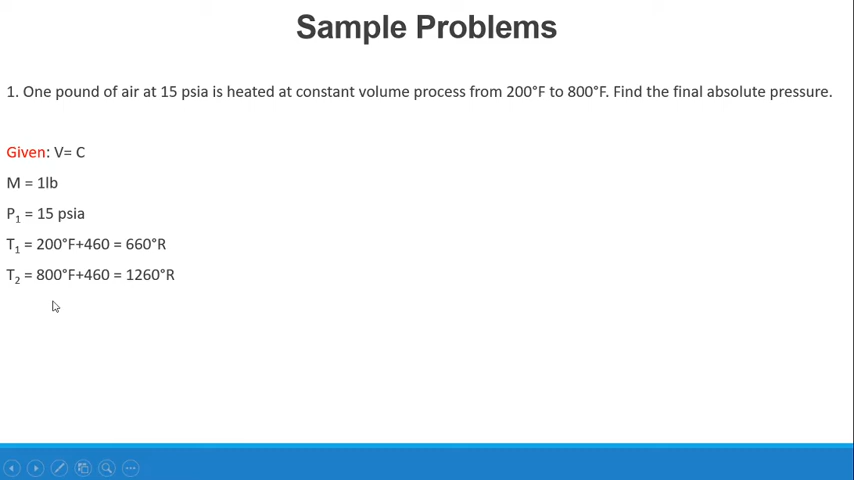 Sample Problems
1. One pound of air at 15 psia is heated at constant volume process from 200°F to 800°F. Find the final absolute pressure.
Given: V= C
M = 1lb
P₁ = 15 psia
T₁ = 200°F+460 = 660°R
T₂ = 800°F+460 = 1260°R